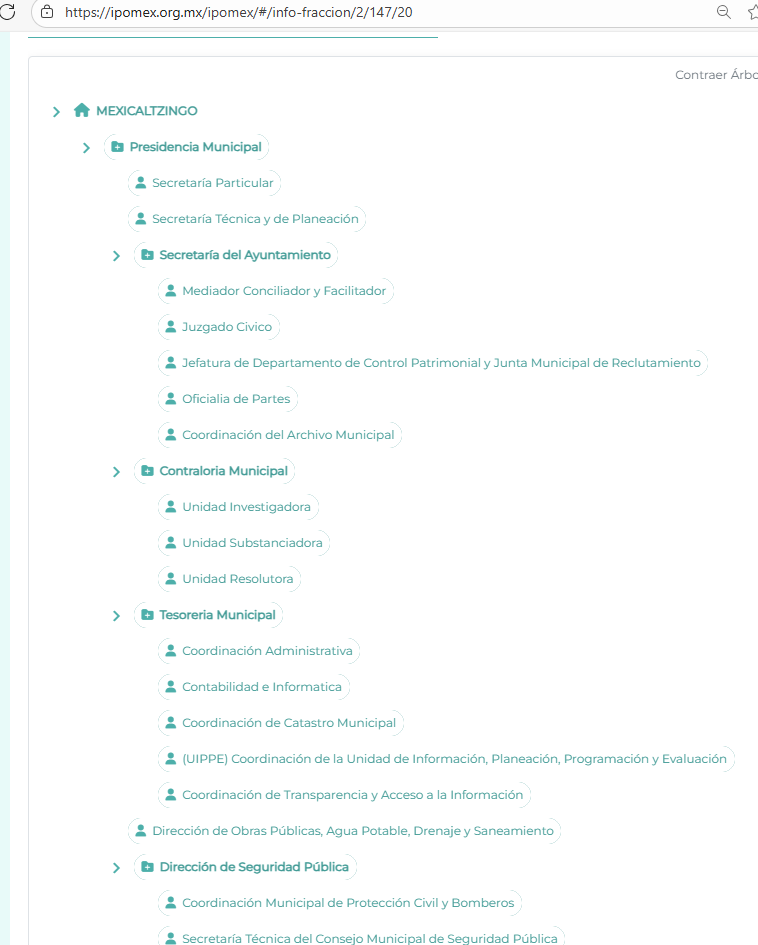 https://ipomex.org.mx/ipomex/#/info-fraccion/2/147/20
Contraer Árbo
MEXICALTZINGO
Presidencia Municipal
Secretaría Particular
Secretaría Técnica y de Planeación
Secretaría del Ayuntamiento
Mediador Conciliador y Facilitador
Juzgado Civico
Jefatura de Departamento de Control Patrimonial y Junta Municipal de Reclutamiento
Oficialia de Partes
Coordinación del Archivo Municipal
Contraloria Municipal
Unidad Investigadora
Unidad Substanciadora
Unidad Resolutora
Tesoreria Municipal
Coordinación Administrativa
Contabilidad e Informatica
Coordinación de Catastro Municipal
(UIPPE) Coordinación de la Unidad de Información, Planeación, Programación y Evaluación
Coordinación de Transparencia y Acceso a la Información
Dirección de Obras Públicas, Agua Potable, Drenaje y Saneamiento
Dirección de Seguridad Pública
Coordinación Municipal de Protección Civil y Bomberos
Secretaría Técnica del Consejo Municipal de Seguridad Pública